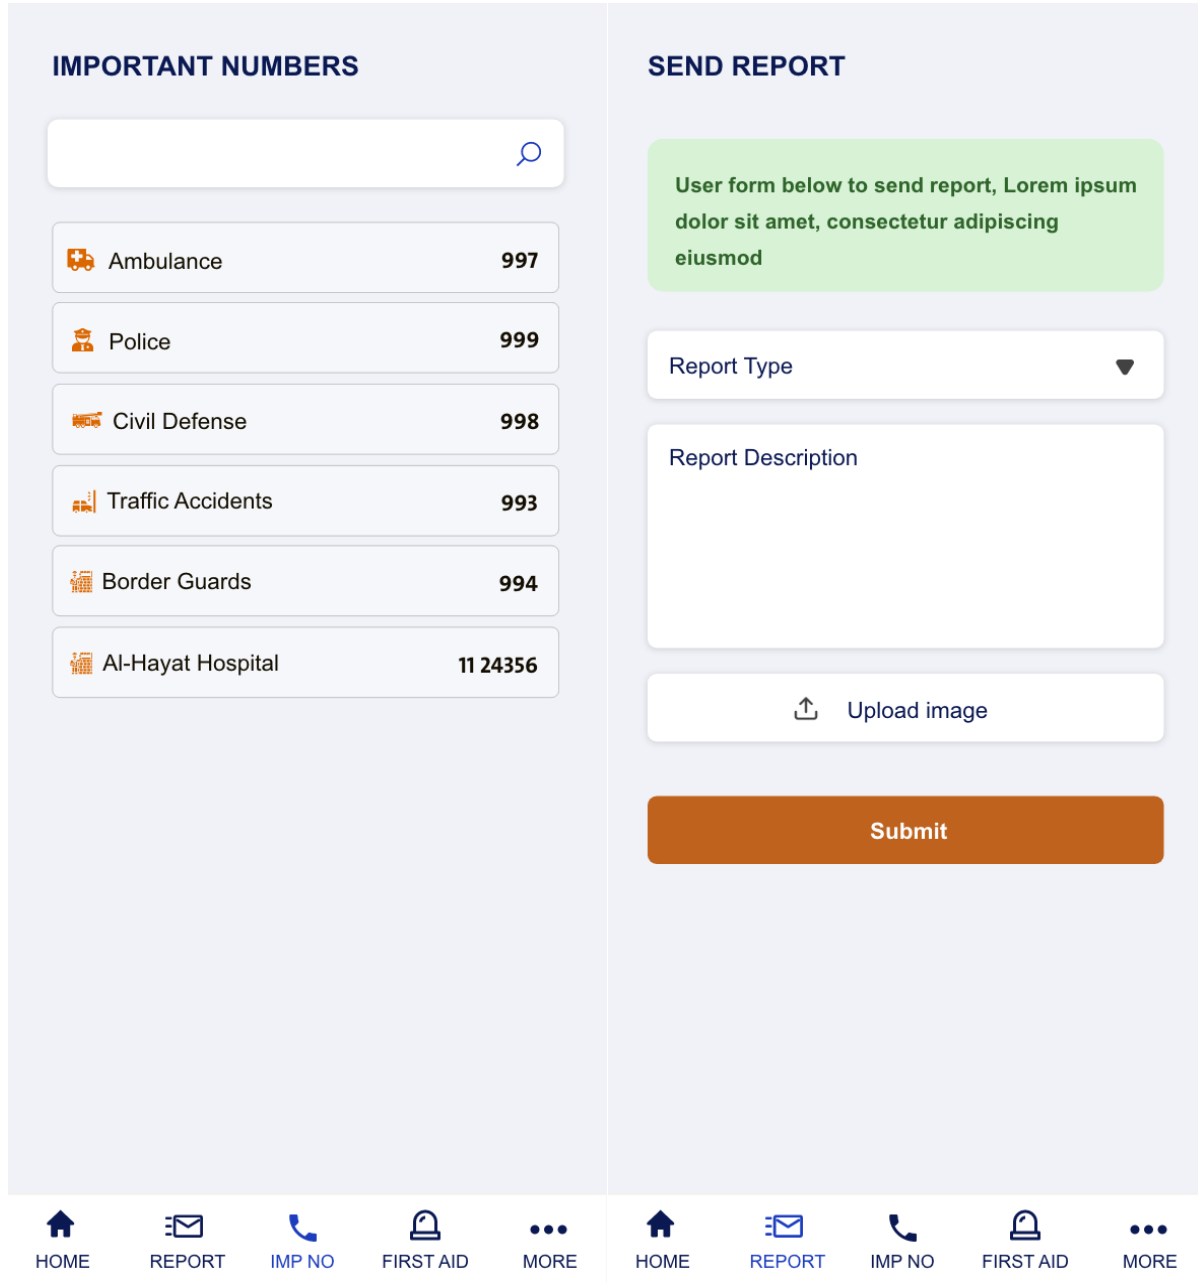 IMPORTANT NUMBERS
Ambulance 997
Police 999
Civil Defense 998
Traffic Accidents 993
Border Guards 994
Al-Hayat Hospital 11 24356
HOME REPORT IMP NO FIRST AID MORE
SEND REPORT
User form below to send report, Lorem ipsum
dolor sit amet, consectetur adipiscing
eiusmod
Report Type
Report Description
Upload image
Submit
HOME REPORT IMP NO FIRST AID MORE